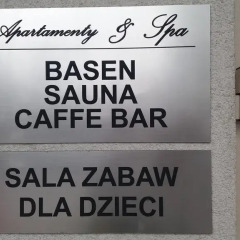 Apartamenty & Spa
BASEN
SAUNA
CAFFE BAR
SALA ZABAW
DLA DZIECI